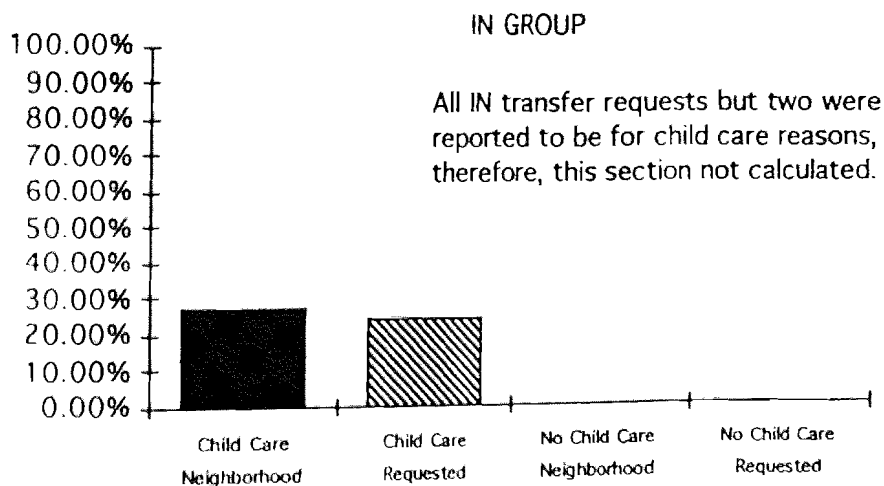 IN GROUP
100.00%
90.00%
80.00%
70.00%
60.00%
50.00%
40.00%
30.00%
20.00%
10.00%
0.00%
All IN transfer requests but two were
reported to be for child care reasons,
therefore, this section not calculated.
Child Care
Neighborhood
Child Care
Requested
No Child Care
Neighborhood
No Child Care
Requested